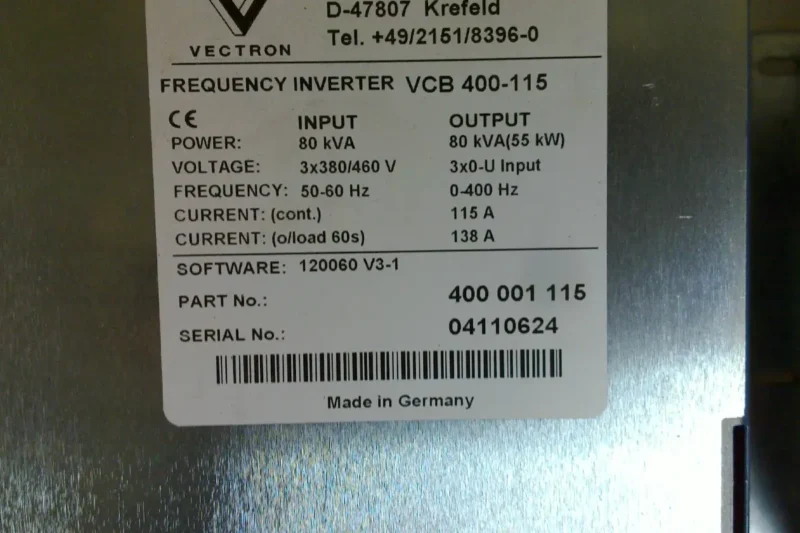 D-47807 Krefeld
Tel. +49/2151/8396-0
VECTRON
FREQUENCY INVERTER VCB 400-115
CE INPUT OUTPUT
POWER: 80 kVA 80 kVA(55 kW)
VOLTAGE: 3x380/460 V 3x0-U Input
FREQUENCY: 50-60 Hz 0-400 Hz
CURRENT: (cont.) 115 A
CURRENT: (o/load 60s) 138 A
SOFTWARE: 120060 V3-1
PART No.: 400 001 115
SERIAL No.: 04110624
Made in Germany